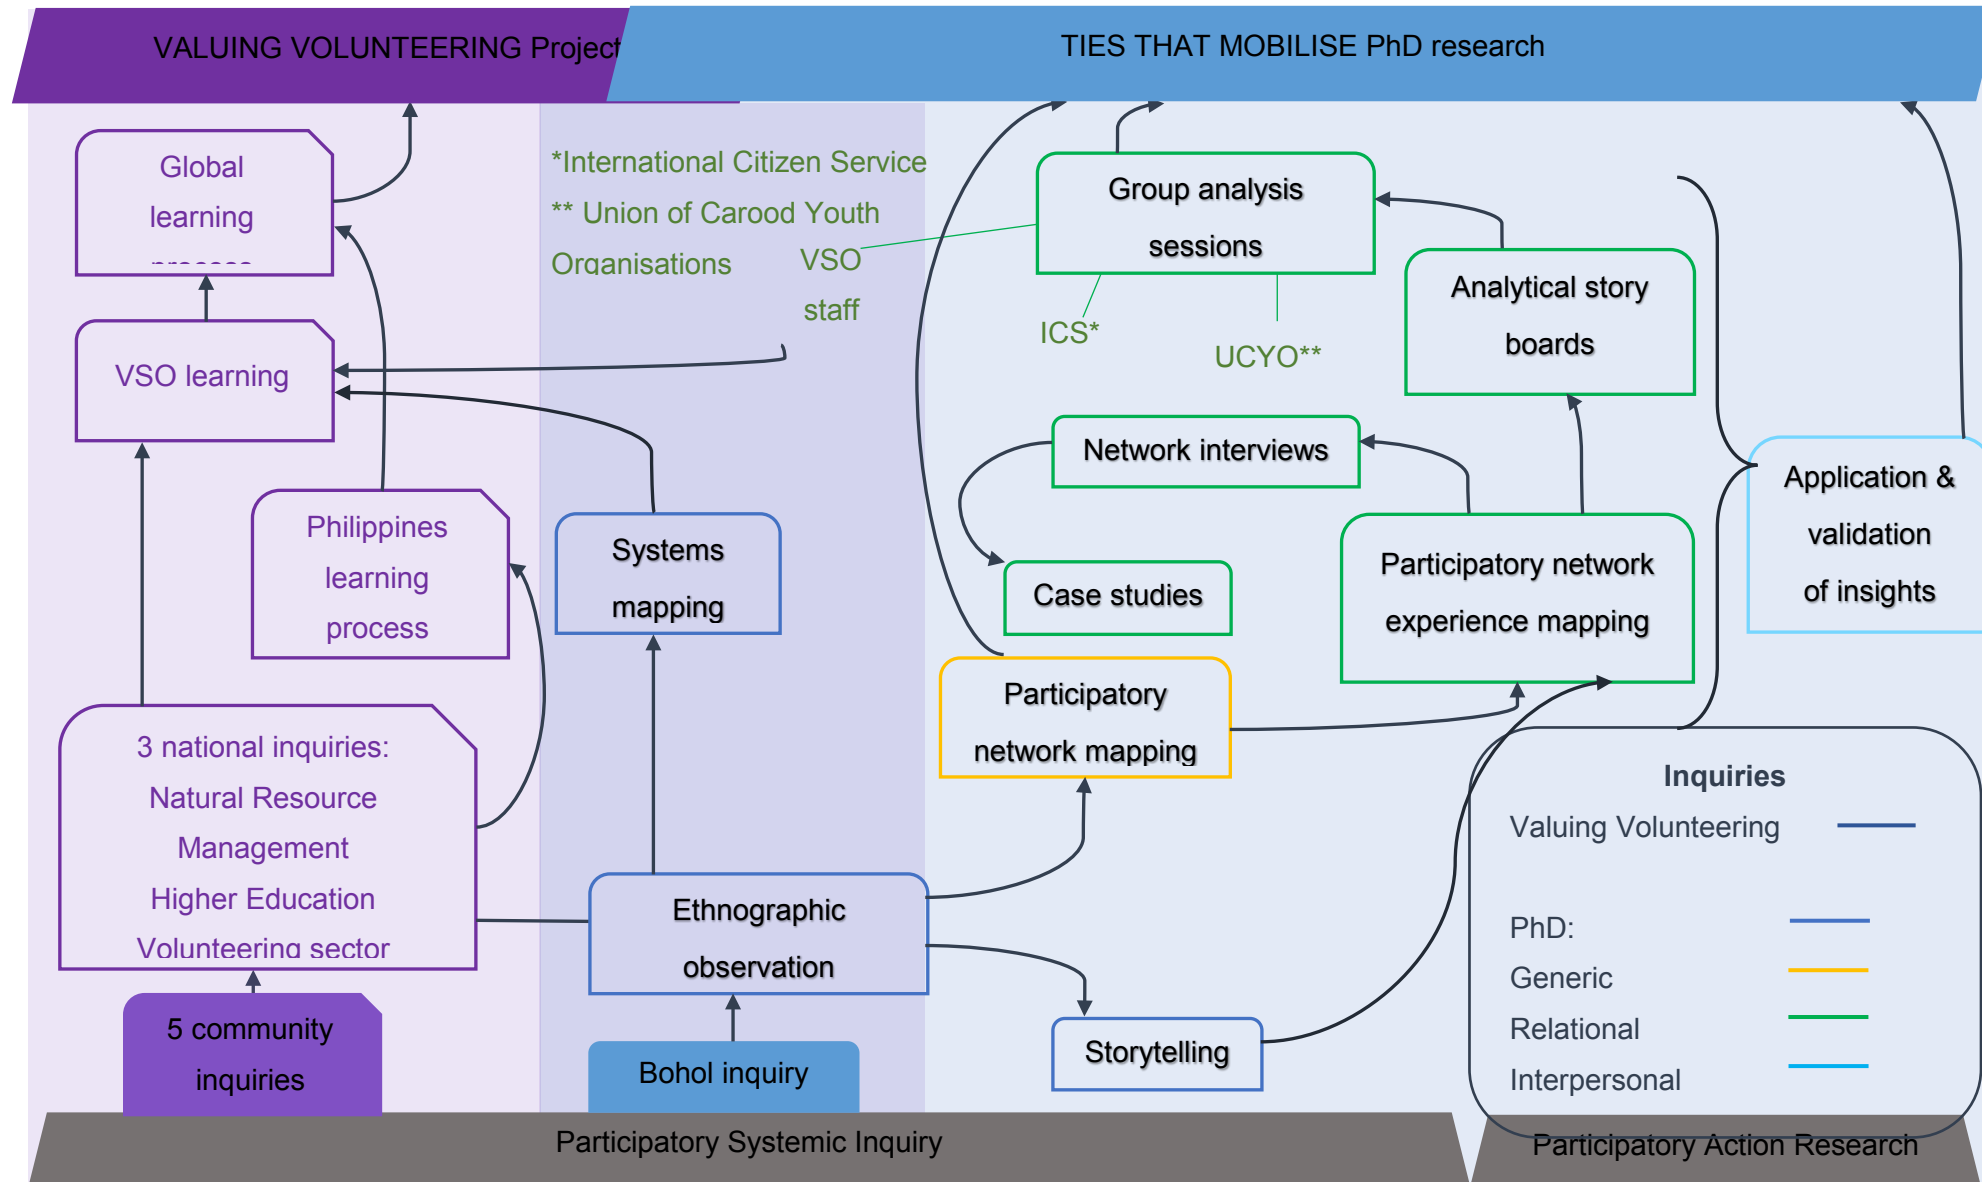 VALUING VOLUNTEERING Project
TIES THAT MOBILISE PhD research
Global
learning
process
*International Citizen Service
** Union of Carood Youth
Organisations
VSO
staff
Group analysis
sessions
ICS*
UCYO**
Analytical story
boards
VSO learning
Network interviews
Application &
validation
of insights
Philippines
learning
process
Systems
mapping
Case studies
Participatory network
experience mapping
Participatory
network mapping
3 national inquiries:
Natural Resource
Management
Higher Education
Volunteering sector
Ethnographic
observation
Storytelling
Inquiries
Valuing Volunteering
PhD:
Generic
Relational
Interpersonal
5 community
inquiries
Bohol inquiry
Participatory Systemic Inquiry
Participatory Action Research